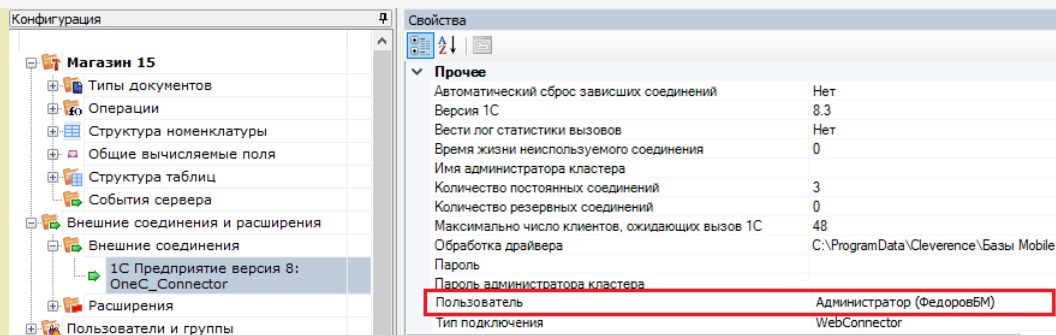 Конфигурация
Магазин 15
Типы документов
Операции
Структура номенклатуры
Общие вычисляемые поля
Структура таблиц
События сервера
Внешние соединения и расширения
Внешние соединения
1С Предприятие версия 8:
OneC_Connector
Расширения
Пользователи и группы
Свойства
Прочее
Автоматический сброс зависших соединений Нет
Версия 1С 8.3
Вести лог статистики вызовов Нет
Время жизни неиспользуемого соединения 0
Имя администратора кластера
Количество постоянных соединений 3
Количество резервных соединений 0
Максимально число клиентов, ожидающих вызов 1С 48
Обработка драйвера C:\ProgramData\Cleverence\Базы Mobile
Пароль
Пароль администратора кластера
Пользователь Администратор (ФедоровБМ)
Тип подключения WebConnector